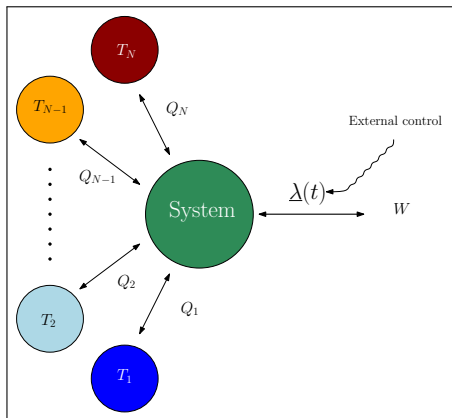 T_N
T_{N−1}
Q_N
External control
Q_{N−1}
System
λ(t)
W
Q_2
T_2
Q_1
T_1